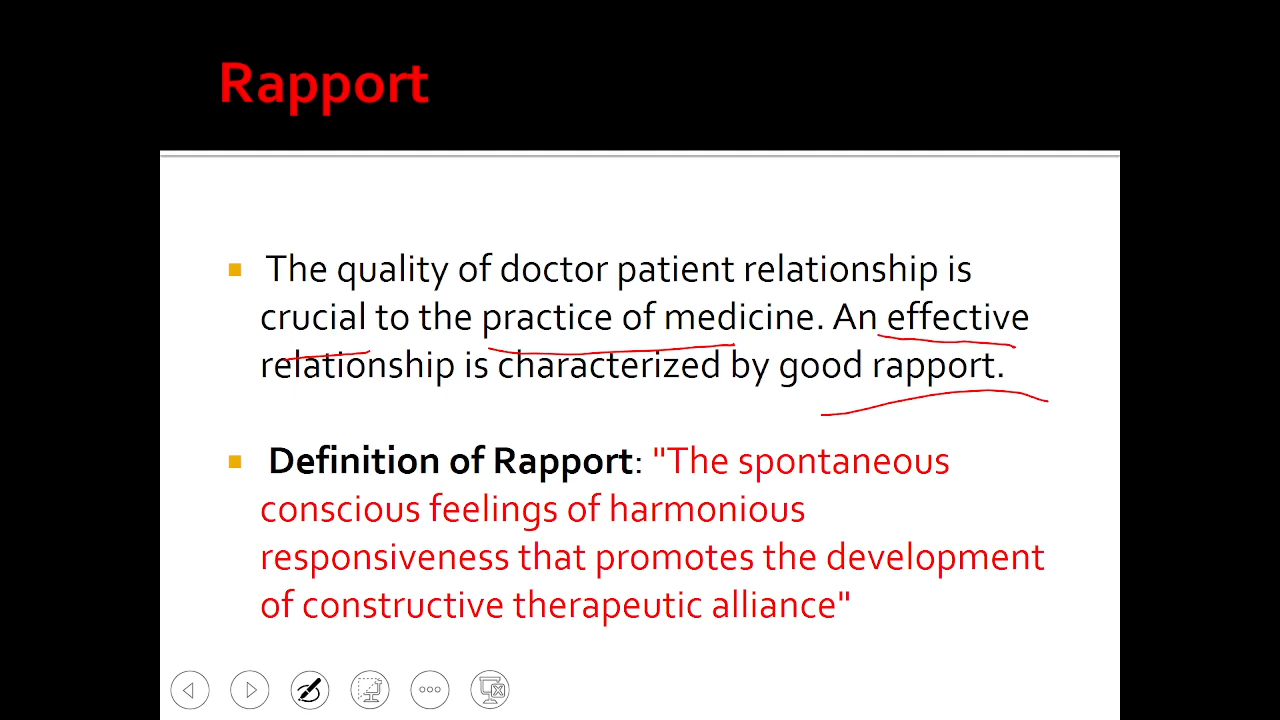 Rapport
The quality of doctor patient relationship is
crucial to the practice of medicine. An effective
relationship is characterized by good rapport.
Definition of Rapport: "The spontaneous
conscious feelings of harmonious
responsiveness that promotes the development
of constructive therapeutic alliance"